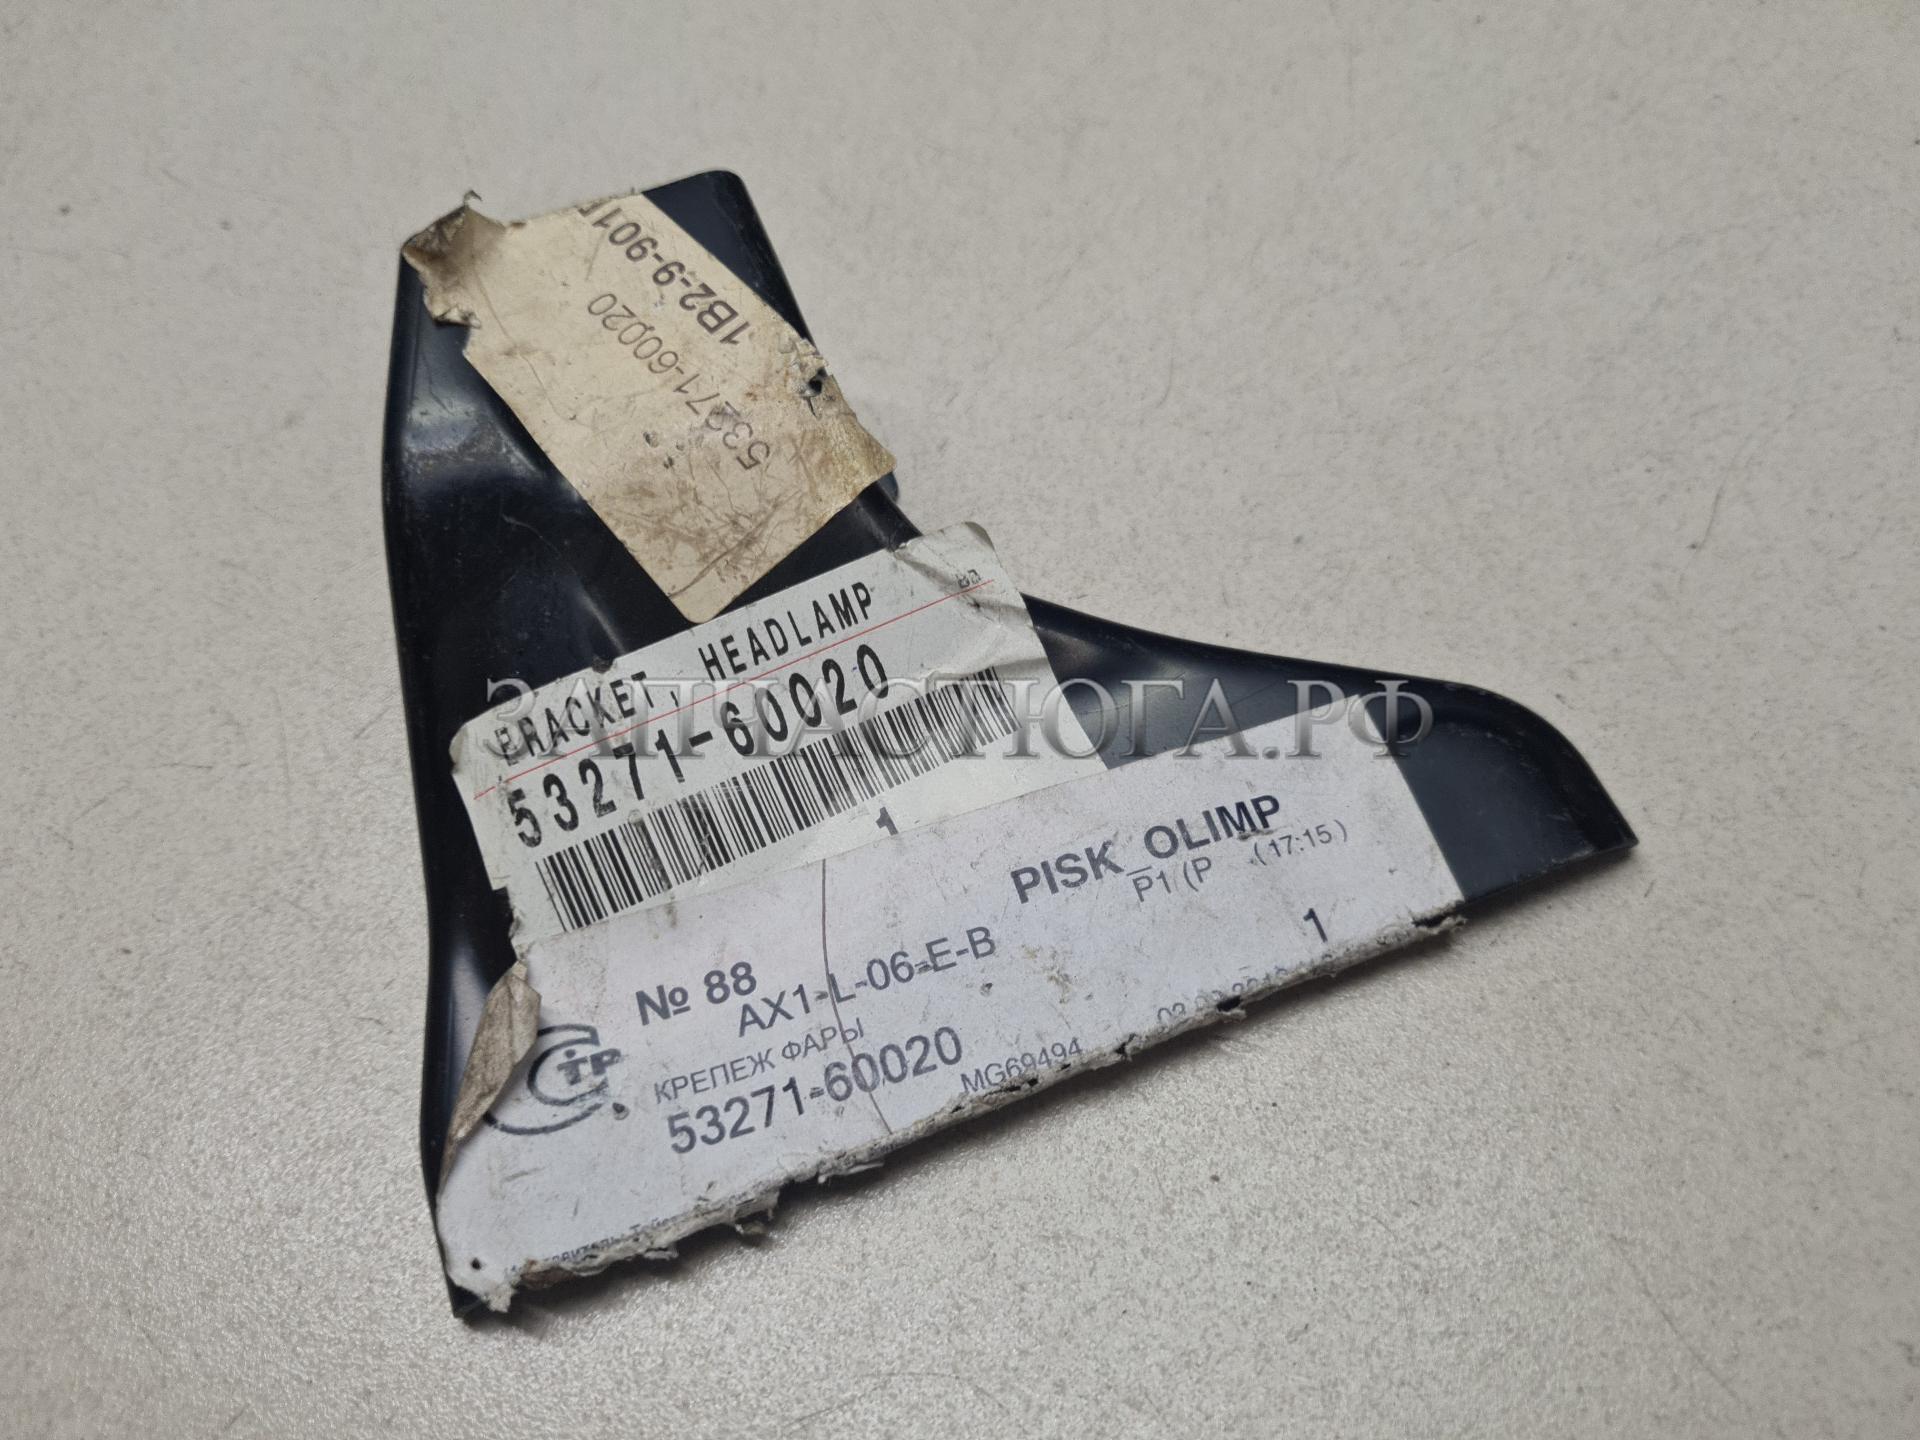 1B2-9-901
53271-60020
BRACKET, HEADLAMP
53271-60020
1
PISK_OLIMP
P1 (P (17:15)
№ 88
AX1-L-06-E-B
1
КРЕПЕЖ ФАРЫ
53271-60020
MG69494
СТР
ЗАПЧАСТЮГА.РФ